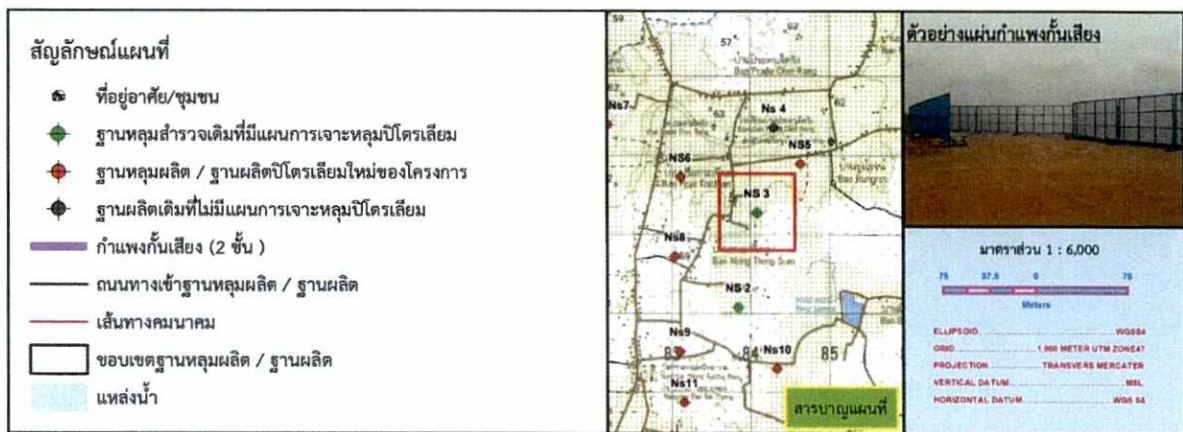 สัญลักษณ์แผนที่
ที่อยู่อาศัย/ชุมชน
ฐานหลุมสำรวจเดิมที่มีแผนการเจาะหลุมปิโตรเลียม
ฐานหลุมผลิต / ฐานผลิตปิโตรเลียมใหม่ของโครงการ
ฐานผลิตเดิมที่ไม่มีแผนการเจาะหลุมปิโตรเลียม
กำแพงกั้นเสียง (2 ชั้น )
ถนนทางเข้าฐานหลุมผลิต / ฐานผลิต
เส้นทางคมนาคม
ขอบเขตฐานหลุมผลิต / ฐานผลิต
แหล่งน้ำ
59
62
57
62
Ns7
63
Ns 4
62
NS5
NS6
NS 3
Ns8
69
Ban Nong Thing Sum
NS 2
Ns9
83
84
85
Ns10
Ns11
สารบาญแผนที่
ตัวอย่างแผ่นกำแพงกั้นเสียง
มาตราส่วน 1 : 6,000
75 37.5 0 75
Meters
ELLIPSOID WGS84
GRID 1,000 METER UTM ZONE47
PROJECTION TRANSVERS MERCATER
VERTICAL DATUM MSL
HORIZONTAL DATUM WGS 84